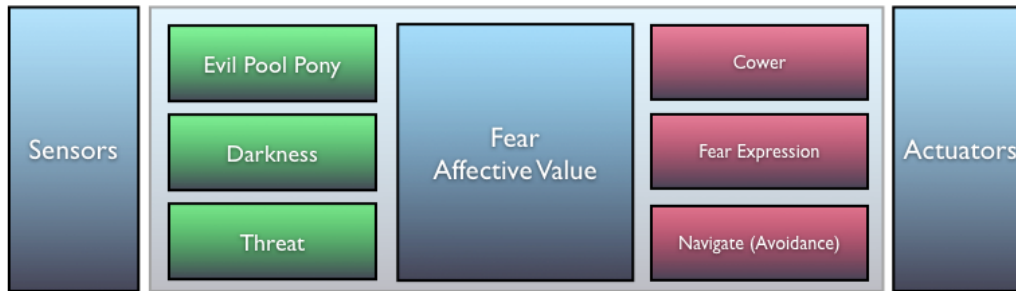 Sensors
Evil Pool Pony
Darkness
Threat
Fear
Affective Value
Cower
Fear Expression
Navigate (Avoidance)
Actuators